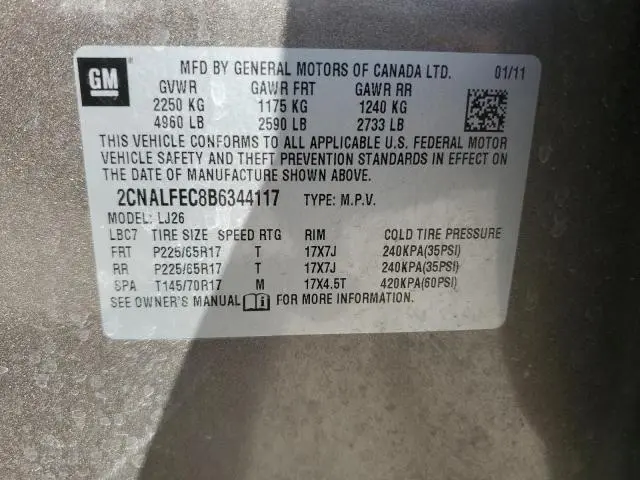 GM
MFD BY GENERAL MOTORS OF CANADA LTD. 01/11
GVWR GAWR FRT GAWR RR
2250 KG 1175 KG 1240 KG
4960 LB 2590 LB 2733 LB
THIS VEHICLE CONFORMS TO ALL APPLICABLE U.S. FEDERAL MOTOR
VEHICLE SAFETY AND THEFT PREVENTION STANDARDS IN EFFECT ON
THE DATE OF MANUFACTURE SHOWN ABOVE.
2CNALFEC8B6344117 TYPE: M.P.V.
MODEL: LJ26
LBC7 TIRE SIZE SPEED RTG RIM COLD TIRE PRESSURE
FRT P225/65R17 T 17X7J 240KPA(35PSI)
RR P225/65R17 T 17X7J 240KPA(35PSI)
SPA T145/70R17 M 17X4.5T 420KPA(60PSI)
SEE OWNER'S MANUAL FOR MORE INFORMATION.